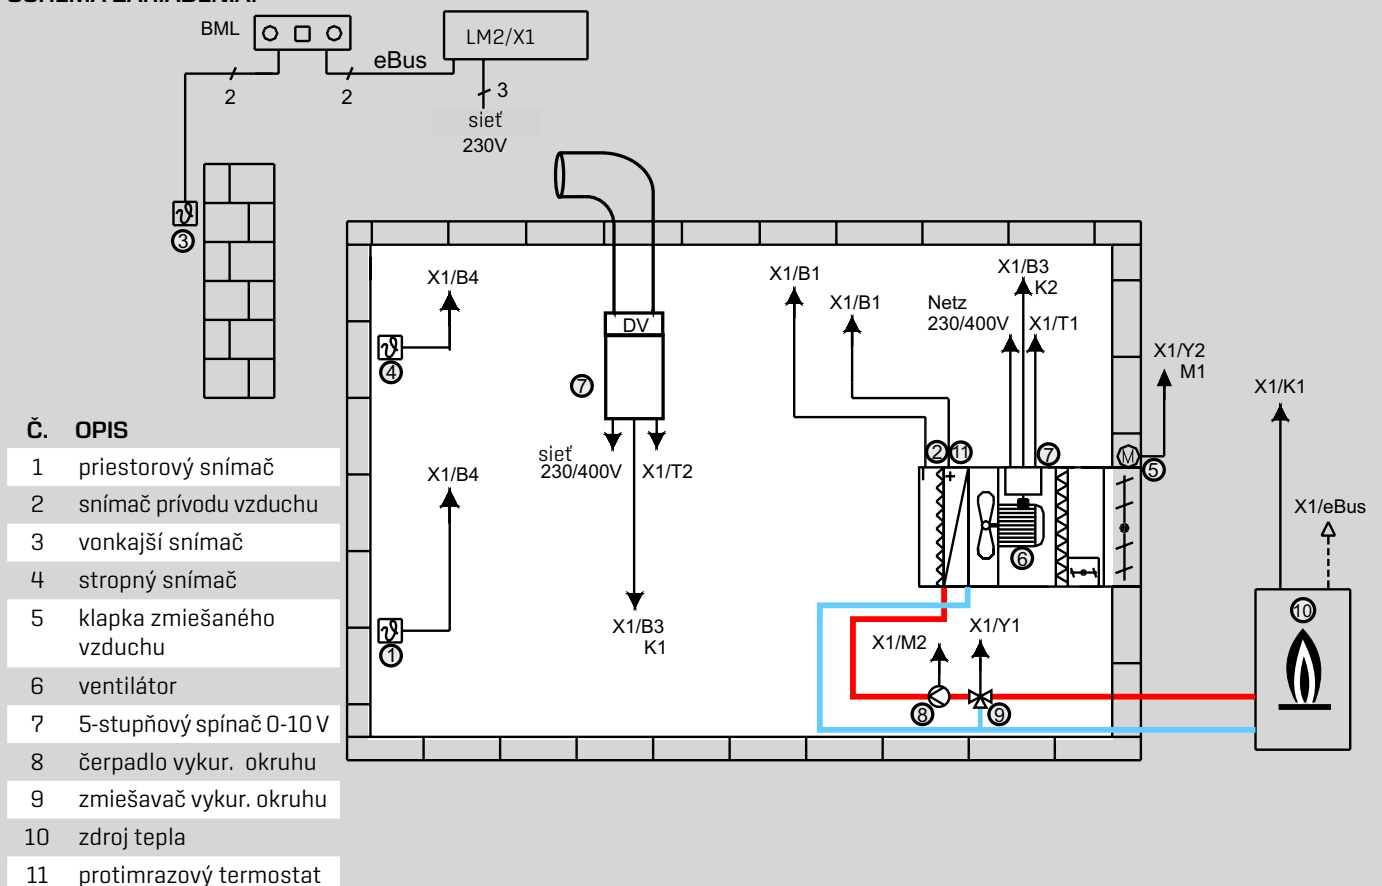 SCHÉMA ZARIADENIA:
BML
LM2/X1
eBus
2
2
3
sieť
230V
3
X1/B4
4
DV
7
sieť
230/400V
X1/T2
X1/B3
K1
X1/B4
1
X1/B1
X1/B1
X1/B3
K2
Netz
230/400V
X1/T1
X1/Y2
M1
M
5
2
11
7
6
X1/K1
X1/eBus
10
X1/M2
X1/Y1
8
9
Č. OPIS
1 priestorový snímač
2 snímač prívodu vzduchu
3 vonkajší snímač
4 stropný snímač
5 klapka zmiešaného
vzduchu
6 ventilátor
7 5-stupňový spínač 0-10 V
8 čerpadlo vykur. okruhu
9 zmiešavač vykur. okruhu
10 zdroj tepla
11 protimrazový termostat